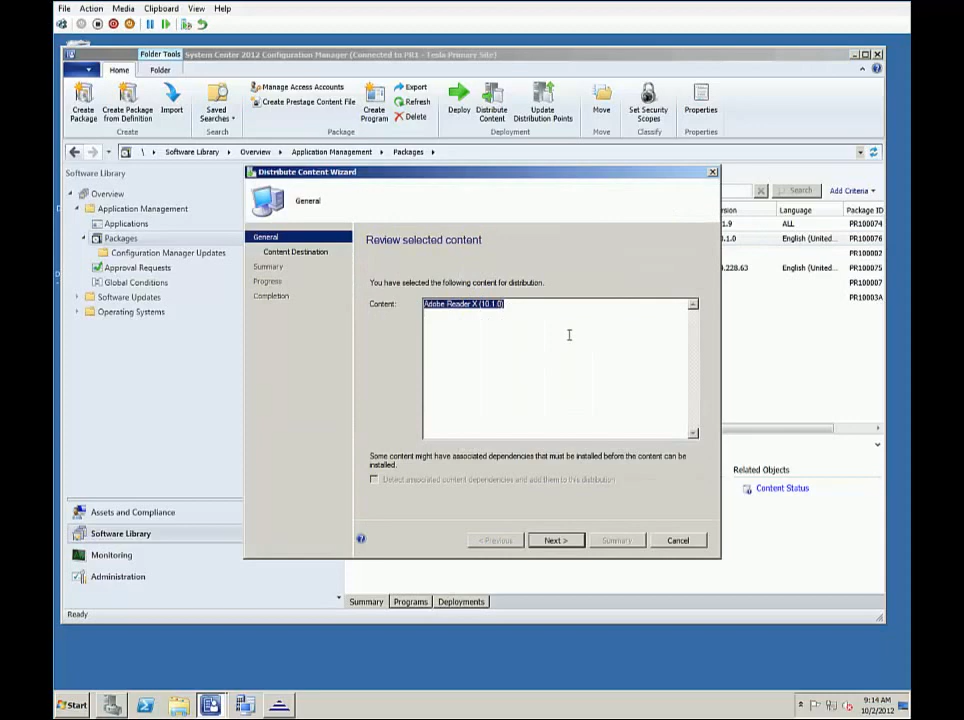 File Action Media Clipboard View Help
Folder Tools System Center 2012 Configuration Manager (Connected to PR1 - Tesla Primary Site)
Home Folder
Create Package
Create Package from Definition
Import
Saved Searches
Manage Access Accounts
Create Prestage Content File
Create Program
Export
Refresh
Delete
Deploy
Distribute Content
Update Distribution Points
Move
Set Security Scopes
Properties
Create Search Package Deployment Move Classify Properties
\ Software Library Overview Application Management Packages
Software Library
Overview
Application Management
Applications
Packages
Configuration Manager Updates
Approval Requests
Global Conditions
Software Updates
Operating Systems
Assets and Compliance
Software Library
Monitoring
Administration
Ready
Distribute Content Wizard
General
General
Content Destination
Summary
Progress
Completion
Review selected content
You have selected the following content for distribution.
Content:
Adobe Reader X (10.1.0)
Some content might have associated dependencies that must be installed before the content can be
installed.
Detect associated content dependencies and add them to this distribution
< Previous Next > Summary Cancel
Search Add Criteria
sion Language Package ID
.1.9 ALL PR100074
.1.0 English (United... PR100076
PR100002
.228.63 English (United... PR100075
PR100007
PR10003A
Related Objects
Content Status
Summary Programs Deployments
Start
9:14 AM
10/2/2012